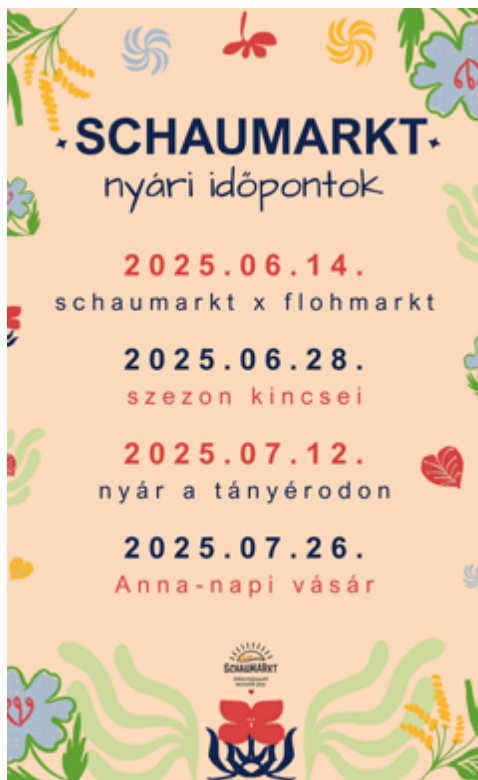 SCHAUMARKT
nyári időpontok
2025.06.14.
schaumarkt x flohmarkt
2025.06.28.
szezon kincsei
2025.07.12.
nyár a tányérodon
2025.07.26.
Anna-napi vásár
SCHAUMARKT